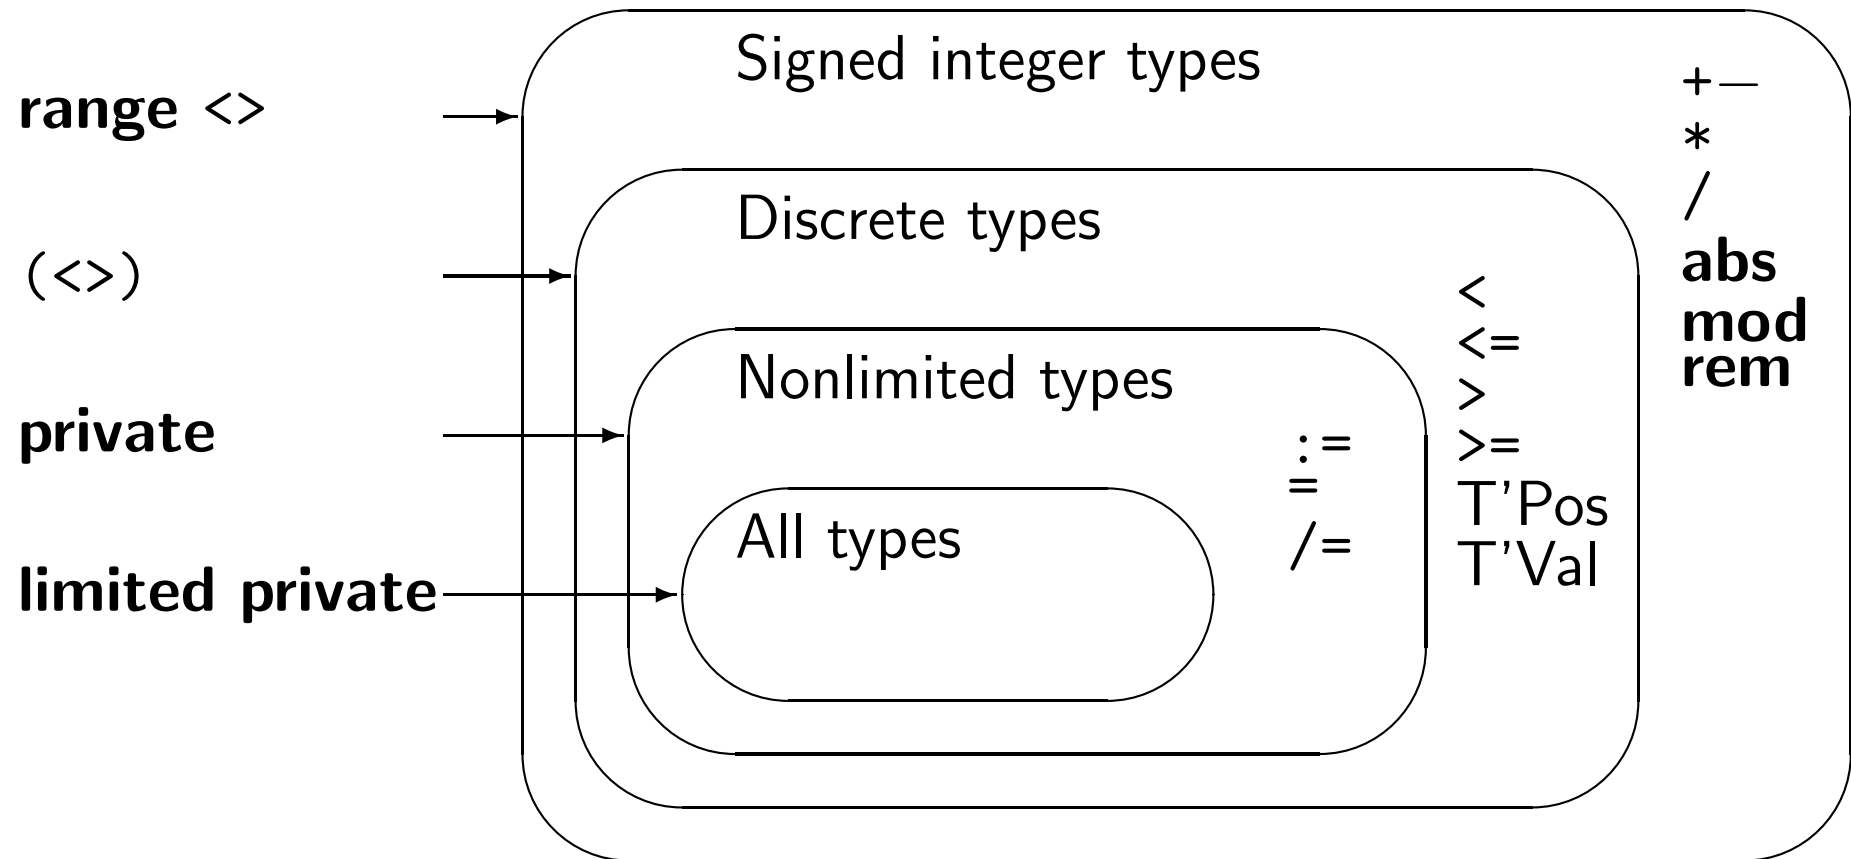 range <>
(<>)
private
limited private
Signed integer types
+−
*
/
abs
mod
rem
Discrete types
<
<=
>
>=
T’Pos
T’Val
Nonlimited types
:=
=
/=
All types